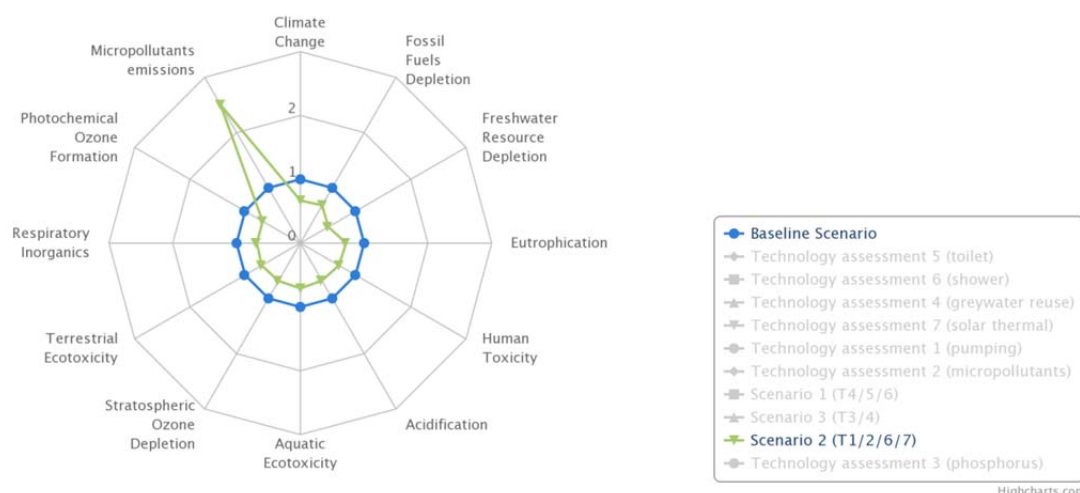 Climate
Change
Fossil
Fuels
Depletion
Freshwater
Resource
Depletion
Eutrophication
Human
Toxicity
Acidification
Aquatic
Ecotoxicity
Stratospheric
Ozone
Depletion
Terrestrial
Ecotoxicity
Respiratory
Inorganics
Photochemical
Ozone
Formation
Micropollutants
emissions
2
1
0
Baseline Scenario
Technology assessment 5 (toilet)
Technology assessment 6 (shower)
Technology assessment 4 (greywater reuse)
Technology assessment 7 (solar thermal)
Technology assessment 1 (pumping)
Technology assessment 2 (micropollutants)
Scenario 1 (T4/5/6)
Scenario 3 (T3/4)
Scenario 2 (T1/2/6/7)
Technology assessment 3 (phosphorus)